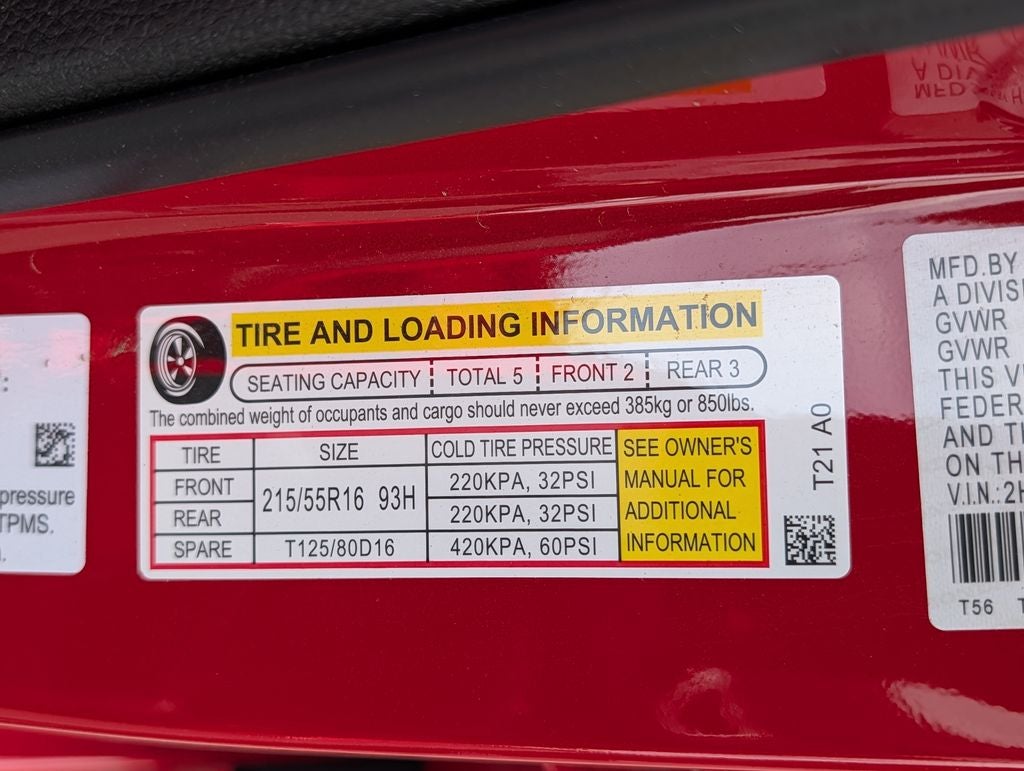 TIRE AND LOADING INFORMATION
SEATING CAPACITY TOTAL 5 FRONT 2 REAR 3
The combined weight of occupants and cargo should never exceed 385kg or 850lbs.
TIRE SIZE COLD TIRE PRESSURE
FRONT 215/55R16 93H 220KPA, 32PSI
REAR 220KPA, 32PSI
SPARE T125/80D16 420KPA, 60PSI
SEE OWNER'S
MANUAL FOR
ADDITIONAL
INFORMATION
T21 A0
pressure
TPMS.
MFD.BY
A DIVIS
GVWR
GVWR
THIS V
FEDER
AND T
ON TH
V.I.N.:2H
T56
MFD
A DI